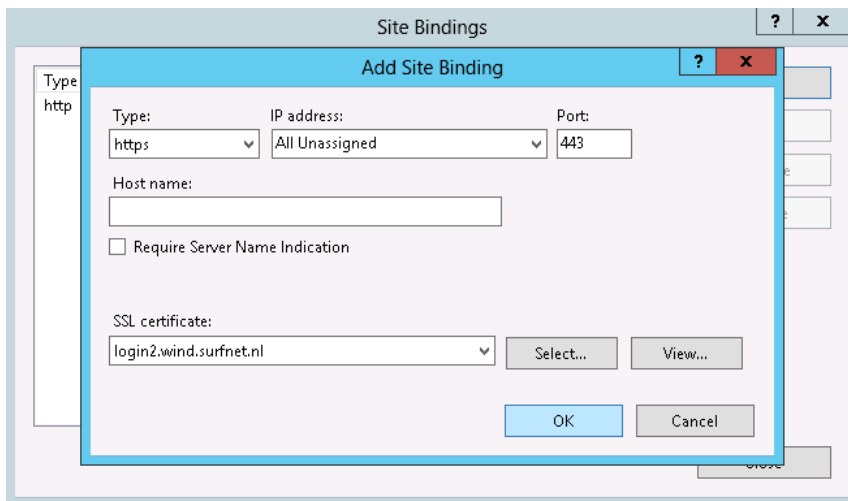 Site Bindings
? x
Add Site Binding
? x
Type
http
Type:
IP address:
Port:
https
All Unassigned
443
Host name:
Require Server Name Indication
SSL certificate:
login2.wind.surfnet.nl
Select...
View...
OK
Cancel